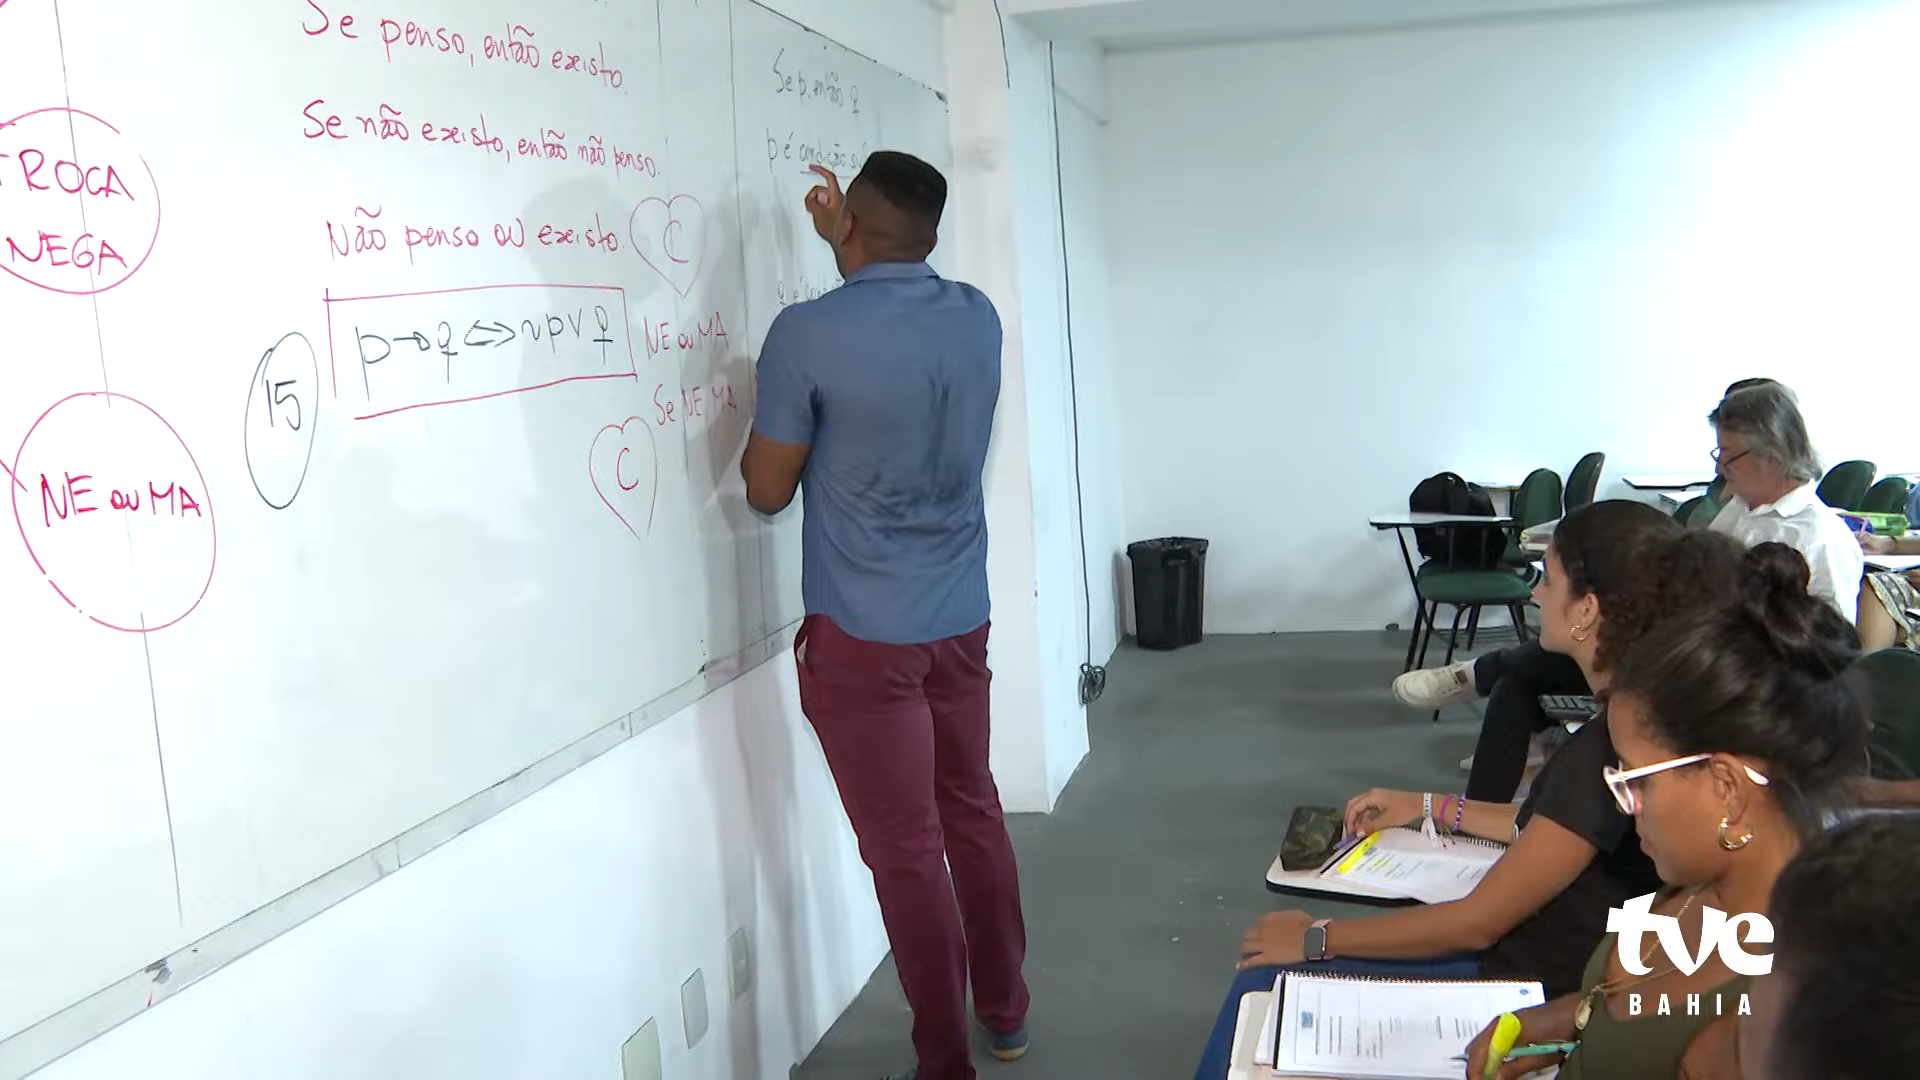 Se penso, então existo.
Se não existo, então não penso.
TROCA
NEGA
Não penso ou existo.
C
p→q ⇔ ~p∨q
NE ou MA
15
Se NE MA
C
NE ou MA
Se p, então q
p é condição
q é
tve
BAHIA